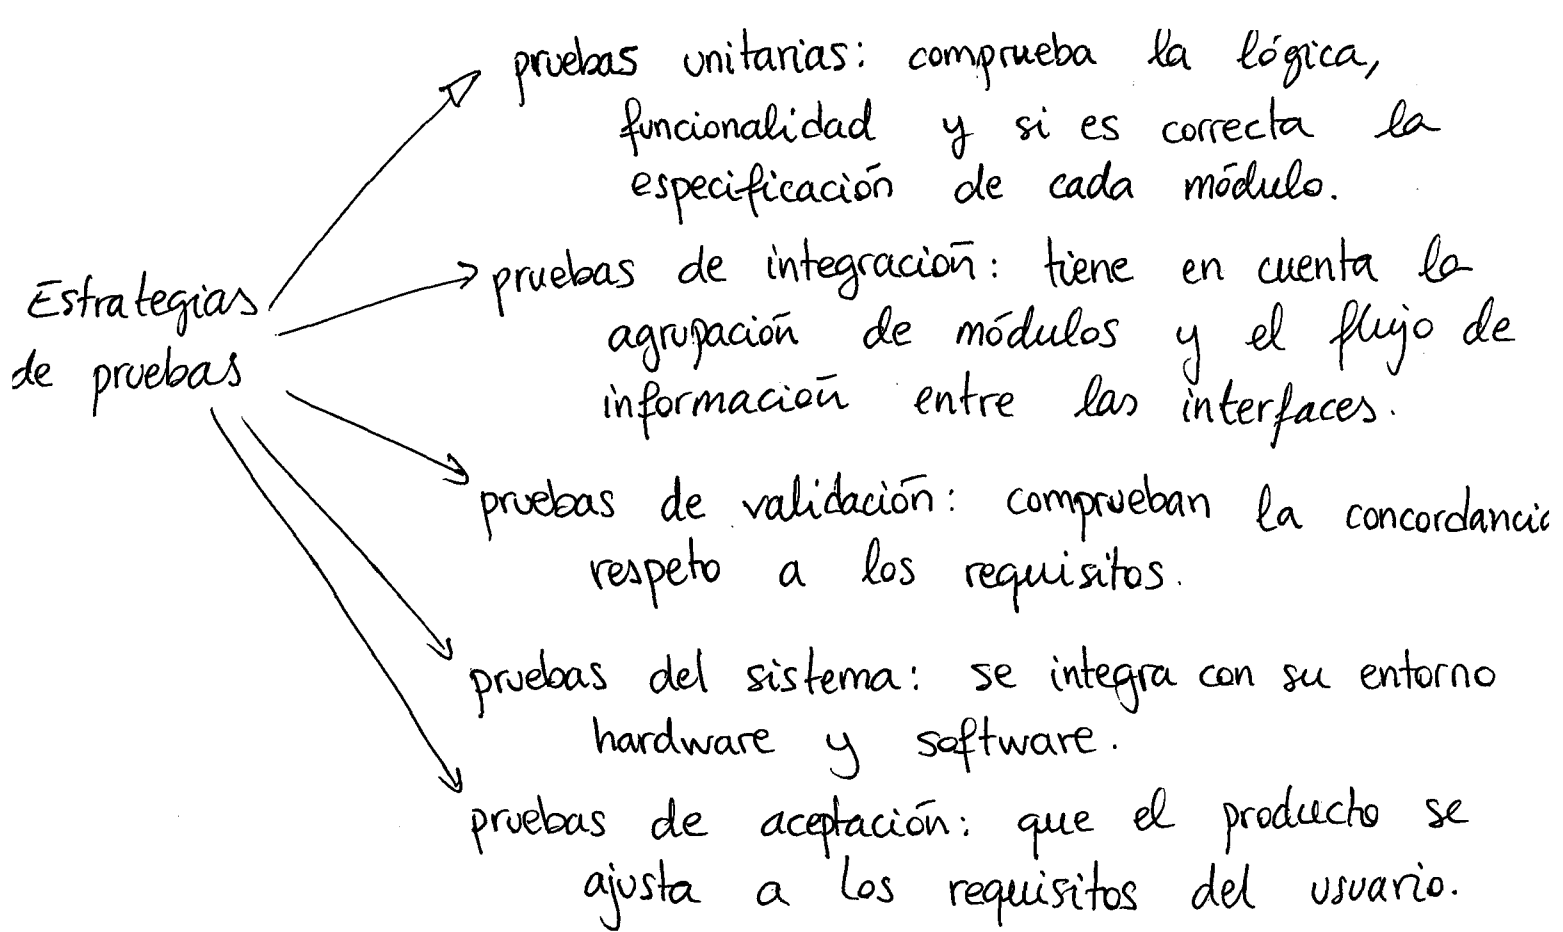 Estrategias
de pruebas
pruebas unitarias: comprueba la lógica,
funcionalidad y si es correcta la
especificación de cada módulo.
pruebas de integración: tiene en cuenta la
agrupación de módulos y el flujo de
información entre las interfaces.
pruebas de validación: comprueban la concordancia
respeto a los requisitos.
pruebas del sistema: se integra con su entorno
hardware y software.
pruebas de aceptación: que el producto se
ajusta a los requisitos del usuario.